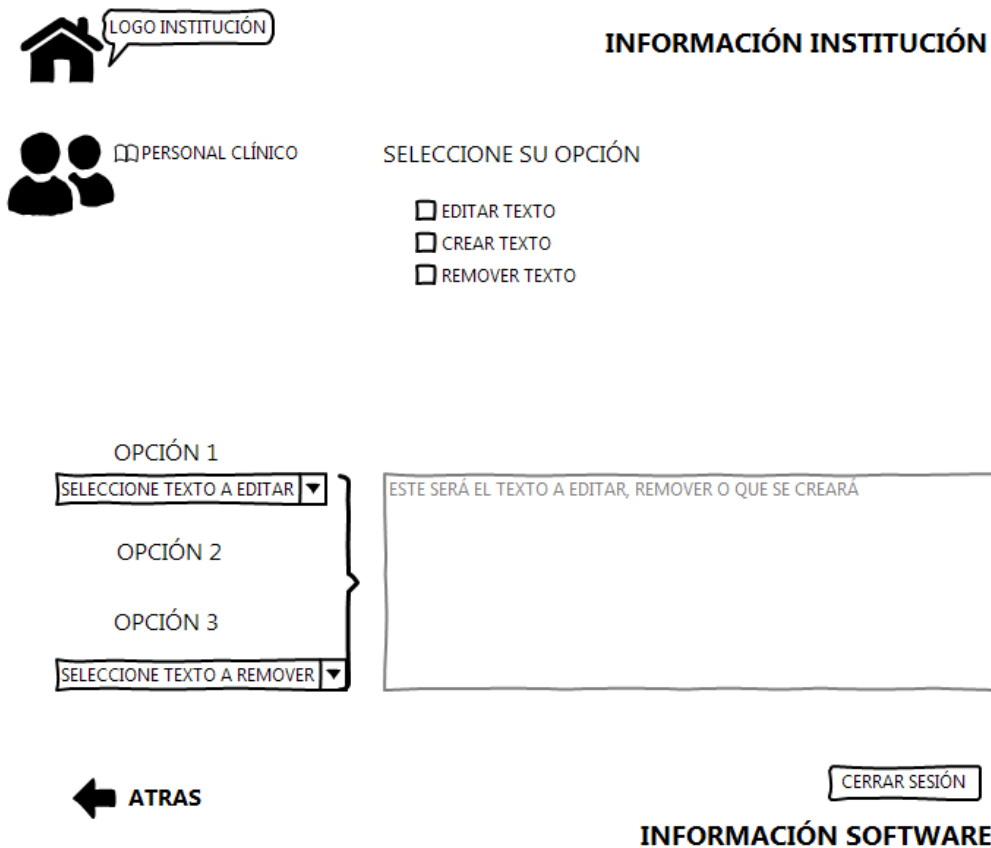 LOGO INSTITUCIÓN
INFORMACIÓN INSTITUCIÓN
PERSONAL CLÍNICO
SELECCIONE SU OPCIÓN
EDITAR TEXTO
CREAR TEXTO
REMOVER TEXTO
OPCIÓN 1
SELECCIONE TEXTO A EDITAR
ESTE SERÁ EL TEXTO A EDITAR, REMOVER O QUE SE CREARÁ
OPCIÓN 2
OPCIÓN 3
SELECCIONE TEXTO A REMOVER
ATRAS
CERRAR SESIÓN
INFORMACIÓN SOFTWARE